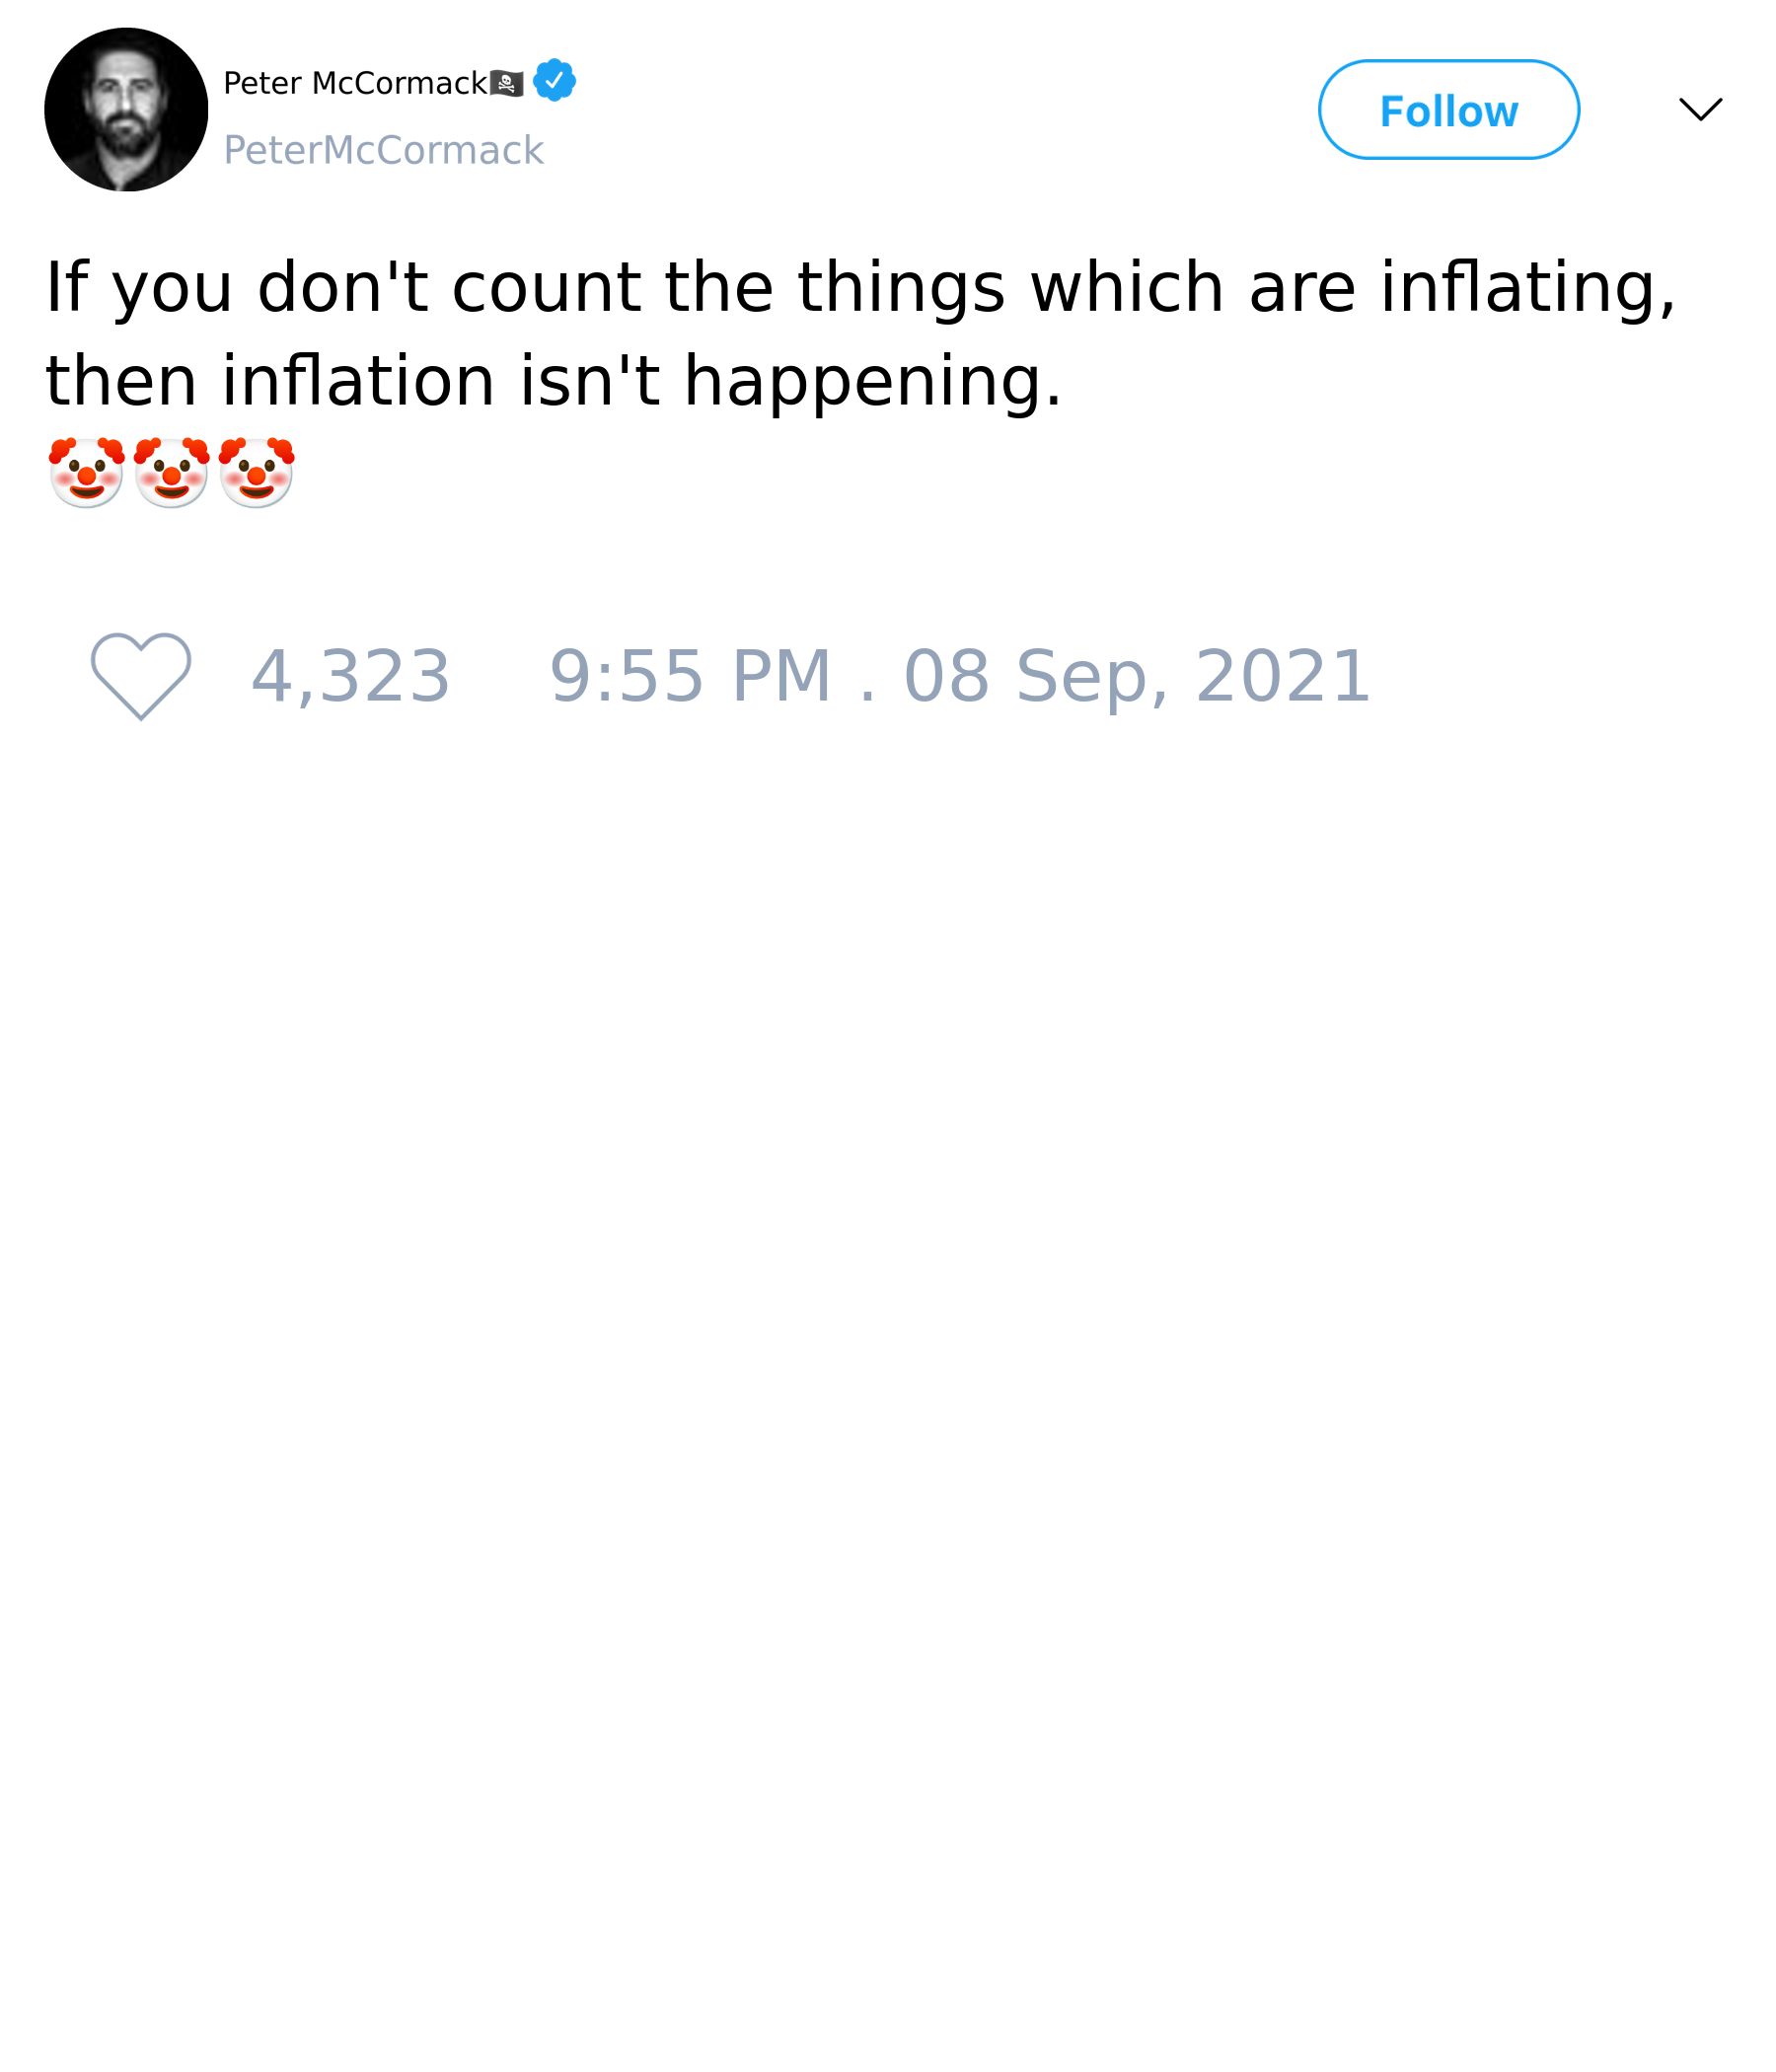 Peter McCormack🏴‍☠️
PeterMcCormack
Follow
If you don't count the things which are inflating,
then inflation isn't happening.
🤡🤡🤡
4,323 9:55 PM . 08 Sep, 2021